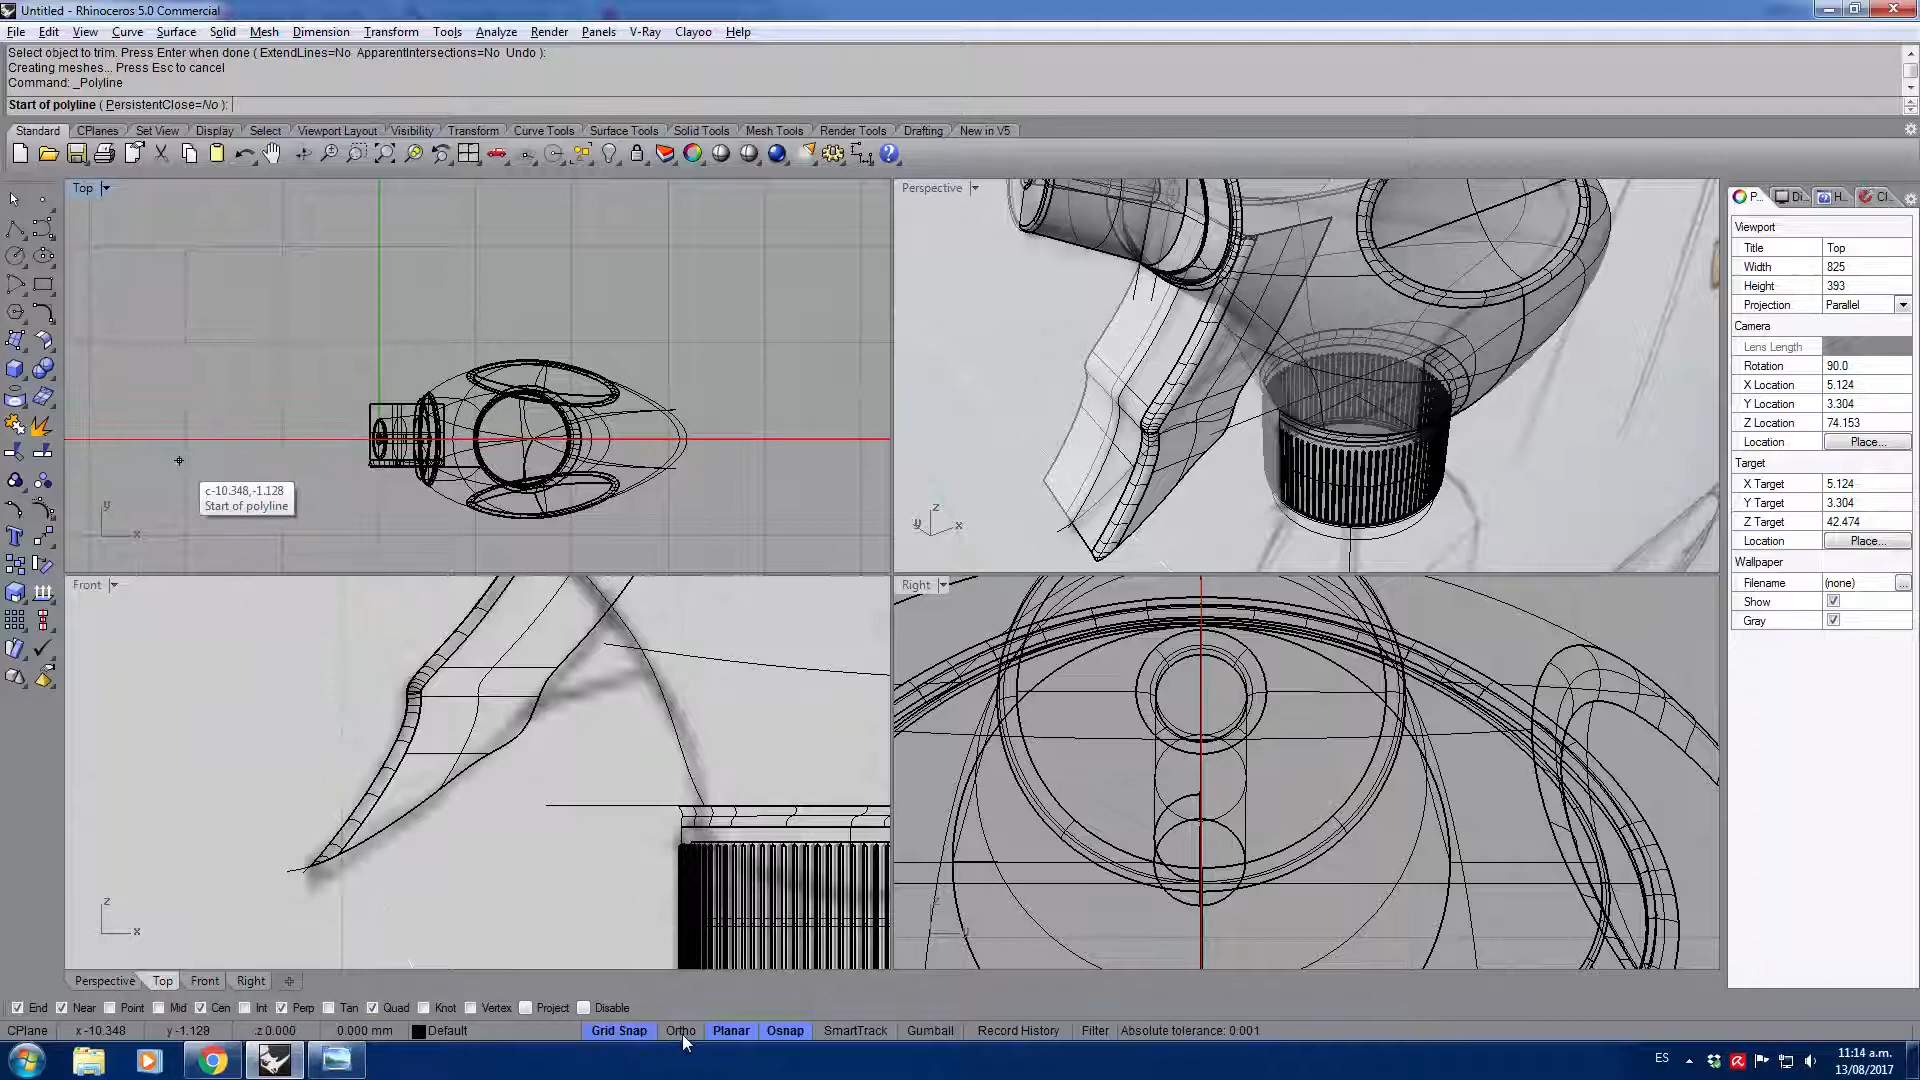 Untitled - Rhinoceros 5.0 Commercial
File Edit View Curve Surface Solid Mesh Dimension Transform Tools Analyze Render Panels V-Ray Clayoo Help
Select object to trim. Press Enter when done ( ExtendLines=No ApparentIntersections=No Undo ):
Creating meshes... Press Esc to cancel
Command: _Polyline
Start of polyline ( PersistentClose=No ):
Standard CPlanes Set View Display Select Viewport Layout Visibility Transform Curve Tools Surface Tools Solid Tools Mesh Tools Render Tools Drafting New in V5
Top
Perspective
P... Di... H... Cl...
Viewport
Title Top
Width 825
Height 393
Projection Parallel
Camera
Lens Length
Rotation 90.0
X Location 5.124
Y Location 3.304
Z Location 74.153
Location Place...
Target
X Target 5.124
Y Target 3.304
Z Target 42.474
Location Place...
Wallpaper
Filename (none) ...
Show
Gray
c-10.348,-1.128
Start of polyline
y
x
z
y x
Front
Right
z
x
z
y
Perspective Top Front Right
End Near Point Mid Cen Int Perp Tan Quad Knot Vertex Project Disable
CPlane x -10.348 y -1.128 z 0.000 0.000 mm Default Grid Snap Ortho Planar Osnap SmartTrack Gumball Record History Filter Absolute tolerance: 0.001
ES
11:14 a.m.
13/08/2017